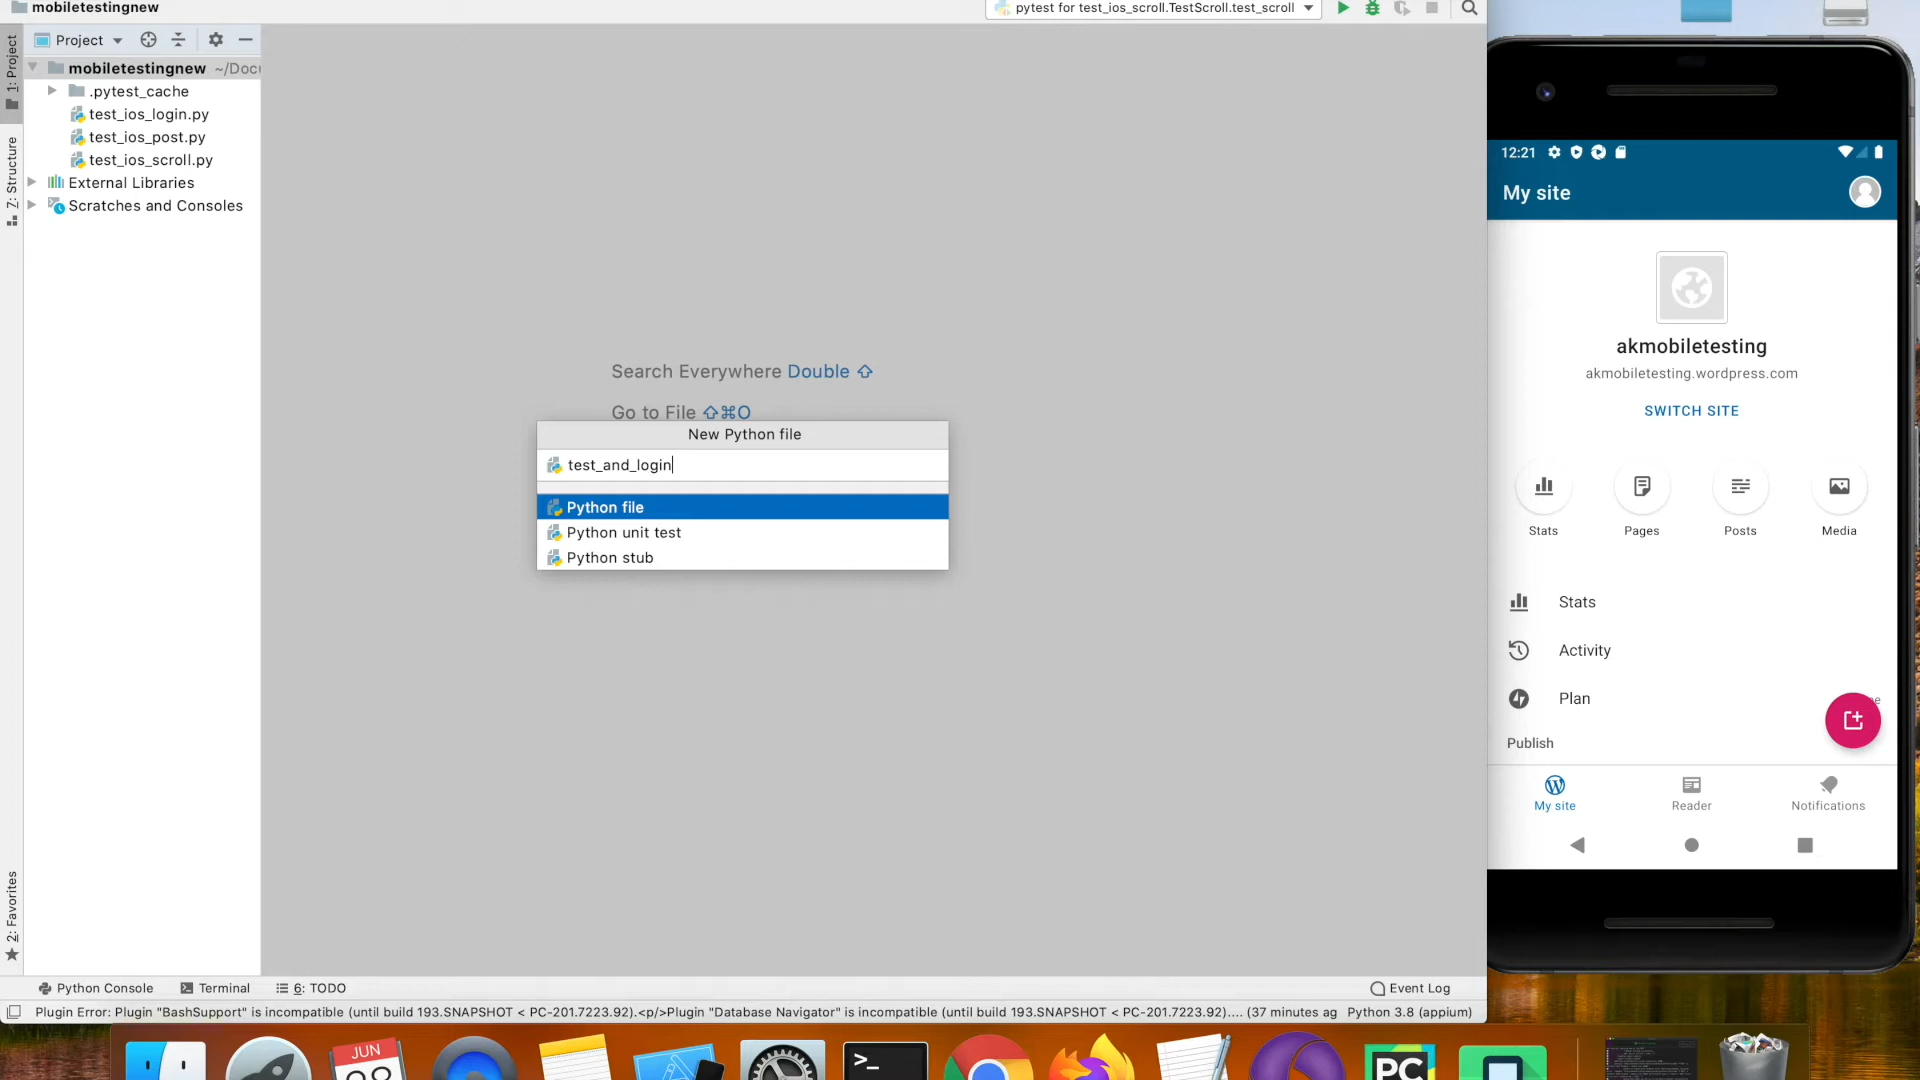 mobiletestingnew
pytest for test_ios_scroll.TestScroll.test_scroll
1: Project
Project
mobiletestingnew ~/Docu
.pytest_cache
test_ios_login.py
test_ios_post.py
test_ios_scroll.py
External Libraries
Scratches and Consoles
Z: Structure
2: Favorites
Search Everywhere Double ⇧
Go to File ⇧⌘O
New Python file
test_and_login
Python file
Python unit test
Python stub
Python Console
Terminal
6: TODO
Event Log
Plugin Error: Plugin "BashSupport" is incompatible (until build 193.SNAPSHOT < PC-201.7223.92).<p/>Plugin "Database Navigator" is incompatible (until build 193.SNAPSHOT < PC-201.7223.92).... (37 minutes ag
Python 3.8 (appium)
12:21
My site
akmobiletesting
akmobiletesting.wordpress.com
SWITCH SITE
Stats
Pages
Posts
Media
Stats
Activity
Plan
Publish
My site
Reader
Notifications
JUN
>_
PC